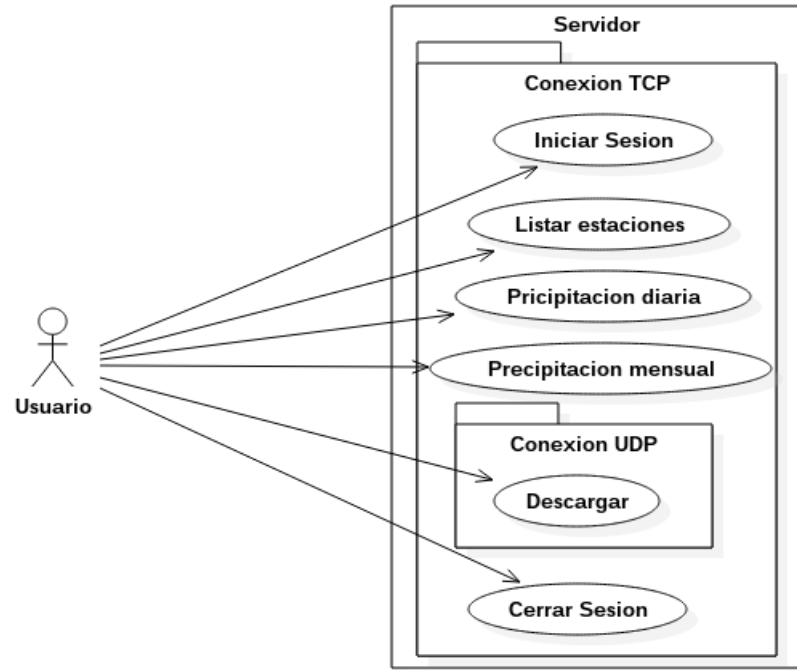 Servidor
Conexion TCP
Iniciar Sesion
Listar estaciones
Pricipitacion diaria
Precipitacion mensual
Usuario
Conexion UDP
Descargar
Cerrar Sesion